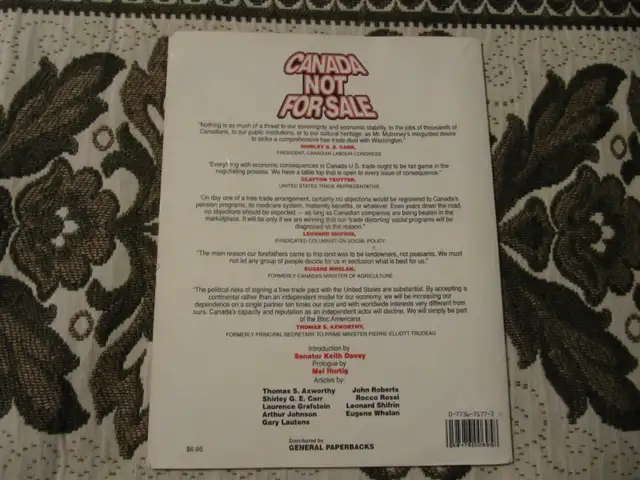 CANADA
NOT
FOR SALE
"Nothing is as much of a threat to our sovereignty and economic stability, to the jobs of thousands of
Canadians, to our public institutions, or to our cultural heritage, as Mr. Mulroney's misguided desire
to strike a comprehensive free trade deal with Washington."
SHIRLEY G. E. CARR,
PRESIDENT, CANADIAN LABOUR CONGRESS
"Everything with economic consequences in Canada-U.S. trade ought to be fair game in the
negotiating process. We have a table top that is open to every issue of consequence."
CLAYTON YEUTTER,
UNITED STATES TRADE REPRESENTATIVE
"On day one of a free trade arrangement, certainly no objections would be registered to Canada's
pension programs, its medicare system, maternity benefits, or whatever. Even years down the road,
no objections should be expected — as long as Canadian companies are being beaten in the
marketplace. It will be only if we are winning that our 'trade distorting' social programs will be
diagnosed as the reason."
LEONARD SHIFRIN,
SYNDICATED COLUMNIST ON SOCIAL POLICY
"The main reason our forefathers came to this land was to be landowners, not peasants. We must
not let any group of people decide for us in seclusion what is best for us."
EUGENE WHELAN,
FORMERLY CANADA'S MINISTER OF AGRICULTURE
"The political risks of signing a free trade pact with the United States are substantial. By accepting a
continental rather than an independent model for our economy, we will be increasing our
dependence on a single partner ten times our size and with worldwide interests very different from
ours. Canada's capacity and reputation as an independent actor will decline. We will simply be part
of the Bloc Americana."
THOMAS S. AXWORTHY,
FORMERLY PRINCIPAL SECRETARY TO PRIME MINISTER PIERRE ELLIOTT TRUDEAU
Introduction by
Senator Keith Davey
Prologue by
Mel Hurtig
Articles by:
Thomas S. Axworthy
Shirley G. E. Carr
Laurence Grafstein
Arthur Johnson
Gary Lautens
John Roberts
Rocco Rossi
Leonard Shifrin
Eugene Whelan
0-7736-7177-3
$6.95
Distributed by
GENERAL PAPERBACKS